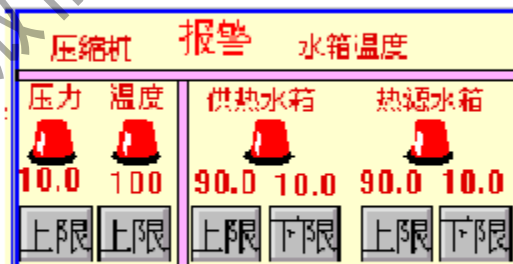 压缩机 报警 水箱温度
压力 温度 供热水箱 热源水箱
10.0 100 90.0 10.0 90.0 10.0
上限 上限 上限 下限 上限 下限